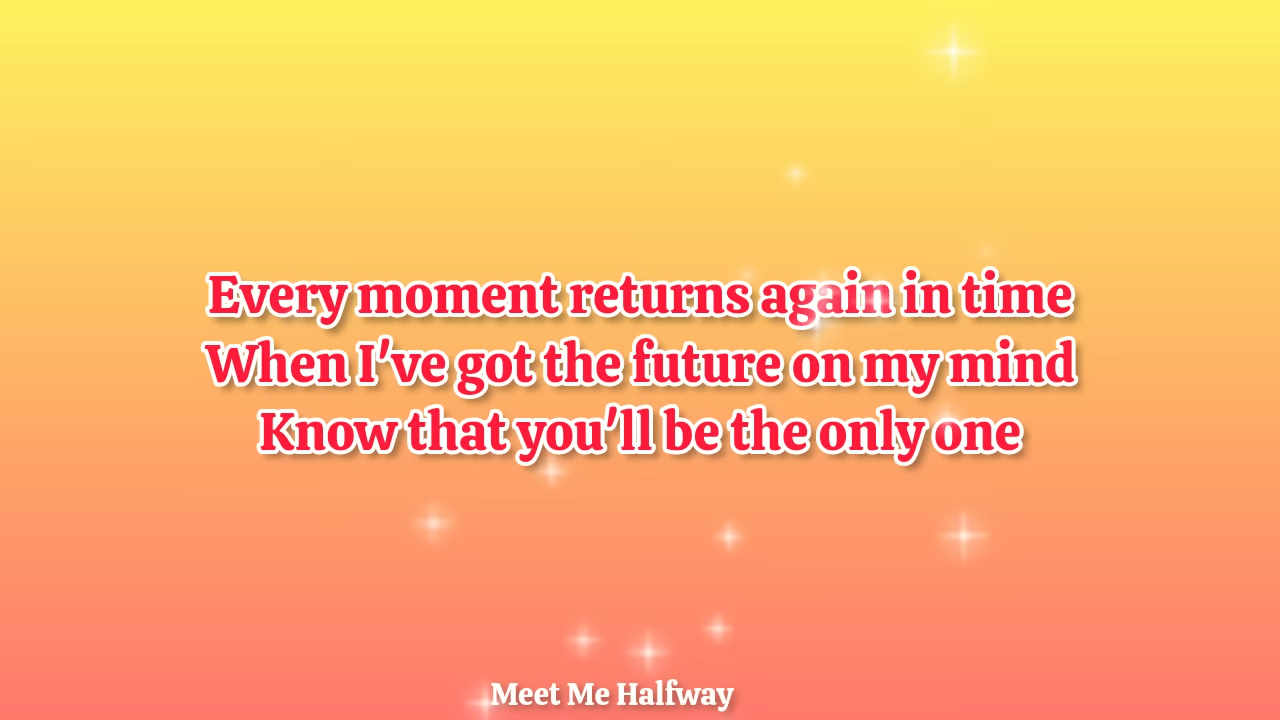 Every moment returns again in time
When I've got the future on my mind
Know that you'll be the only one
Meet Me Halfway